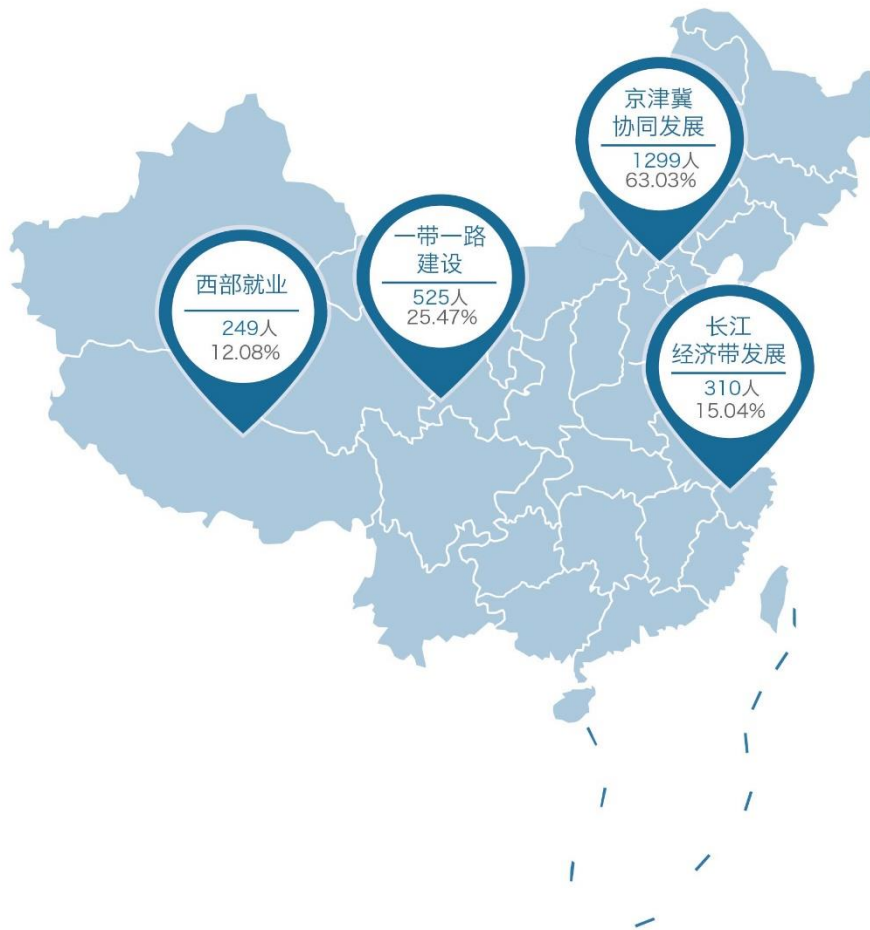 京津冀
协同发展
1299人
63.03%
一带一路
建设
525人
25.47%
西部就业
249人
12.08%
长江
经济带发展
310人
15.04%